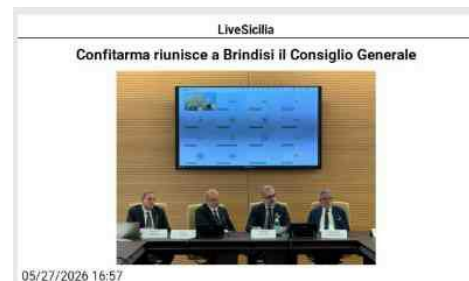 LiveSicilia
Confitarma riunisce a Brindisi il Consiglio Generale
05/27/2026 16:57